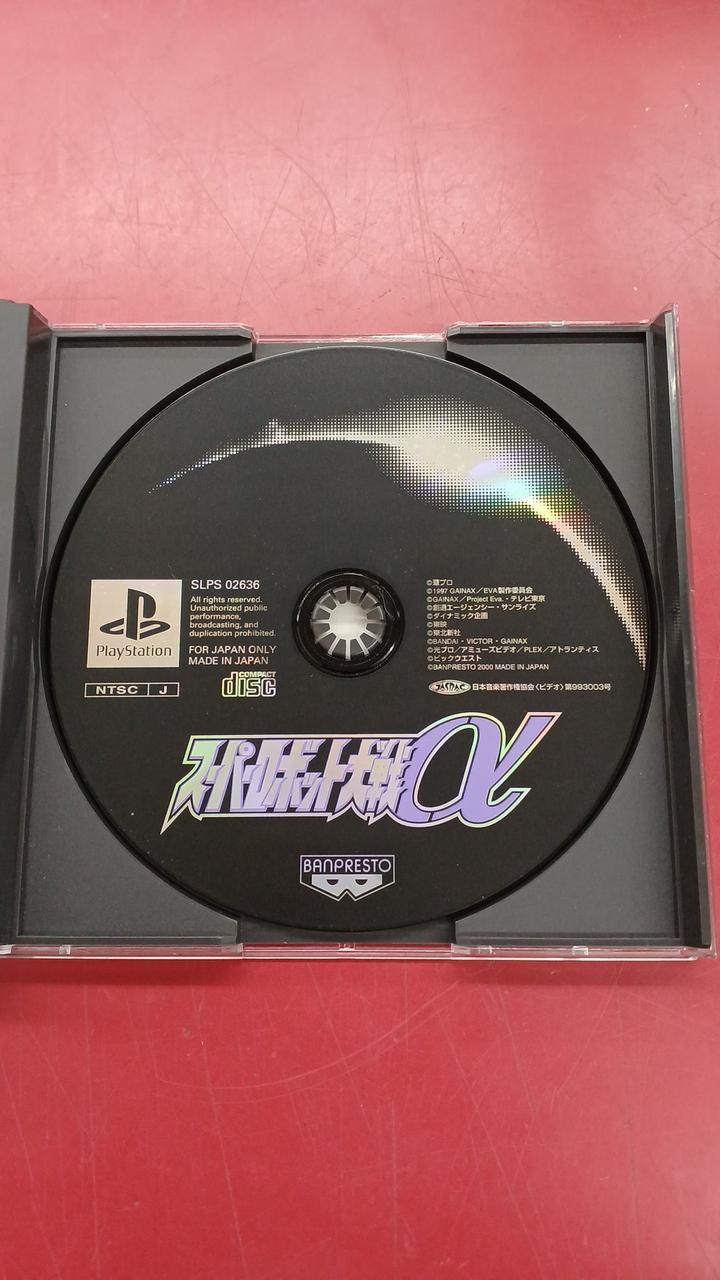 SLPS 02636
All rights reserved.
Unauthorized public
performance,
broadcasting, and
duplication prohibited.
FOR JAPAN ONLY
MADE IN JAPAN
PlayStation
NTSC J
COMPACT
disc
©1997 GAINAX／EVA製作委員会
©GAINAX／Project Eva.・テレビ東京
©創通エージェンシー・サンライズ
©ダイナミック企画
©東映
©東北新社
©BANDAI・VICTOR・GAINAX
©元プロ／アミューズビデオ／PLEX／アトランティス
©ビックウエスト
©BANPRESTO 2000 MADE IN JAPAN
JASRAC 日本音楽著作権協会〈ビデオ〉第993003号
スーパーロボット大戦α
BANPRESTO